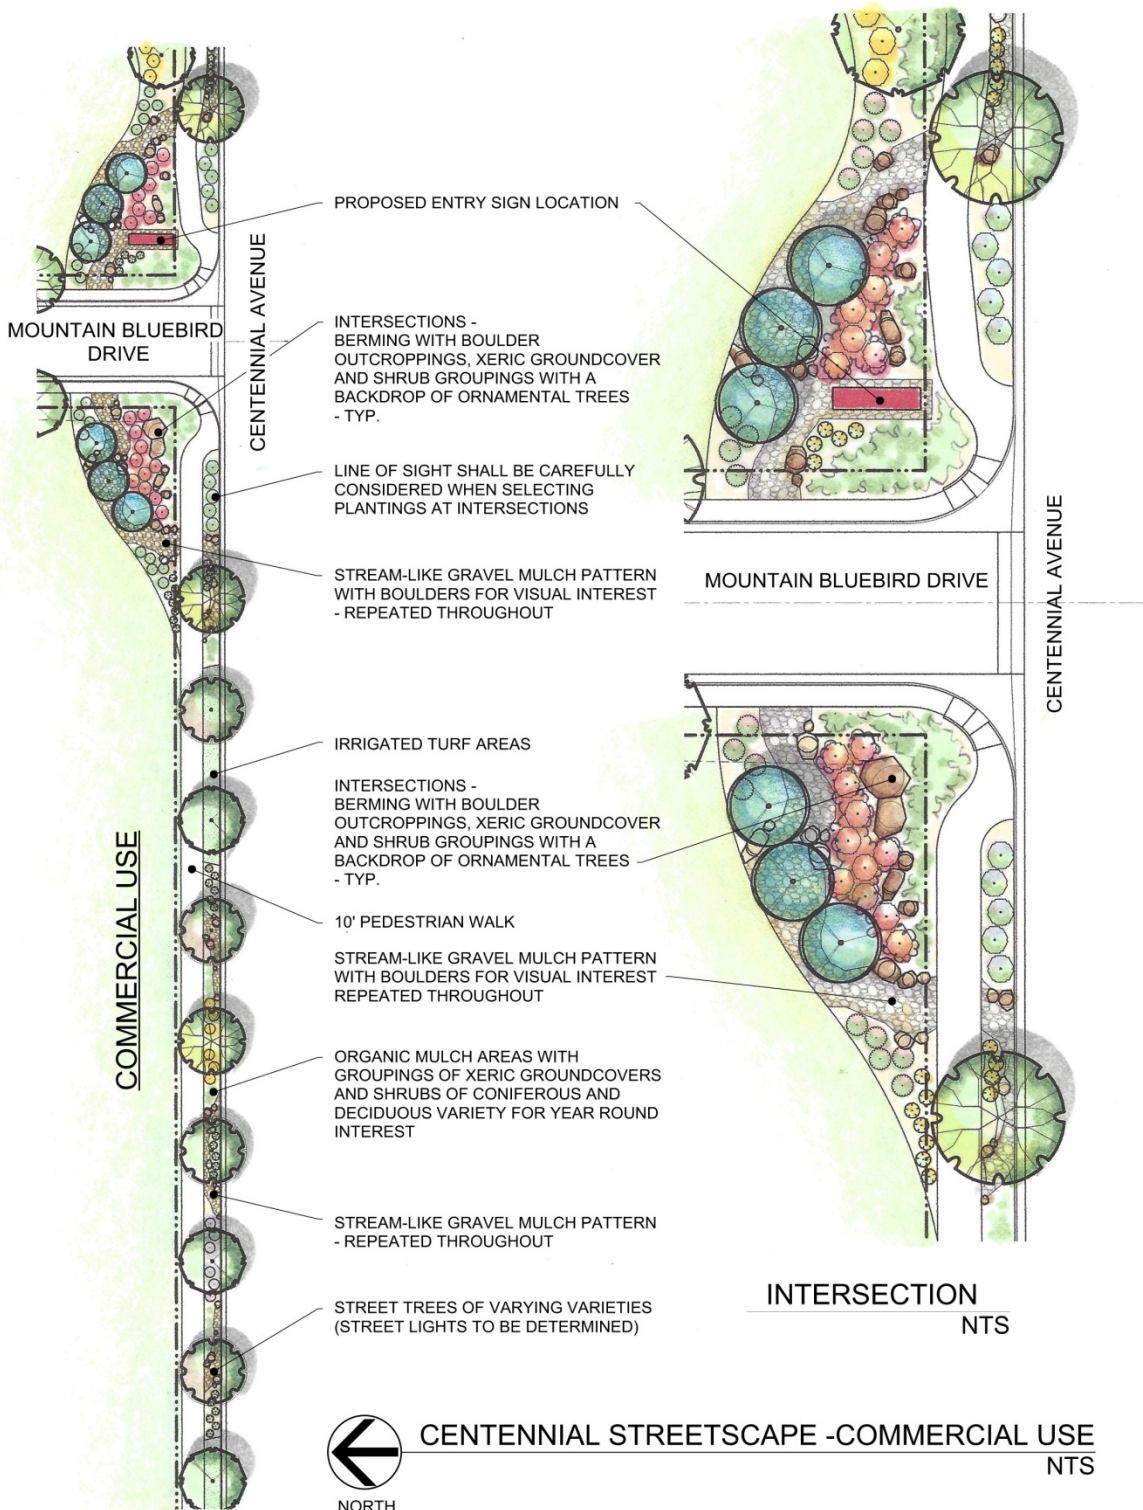 PROPOSED ENTRY SIGN LOCATION
CENTENNIAL AVENUE
MOUNTAIN BLUEBIRD
DRIVE
INTERSECTIONS -
BERMING WITH BOULDER
OUTCROPPINGS, XERIC GROUNDCOVER
AND SHRUB GROUPINGS WITH A
BACKDROP OF ORNAMENTAL TREES
- TYP.
LINE OF SIGHT SHALL BE CAREFULLY
CONSIDERED WHEN SELECTING
PLANTINGS AT INTERSECTIONS
STREAM-LIKE GRAVEL MULCH PATTERN
WITH BOULDERS FOR VISUAL INTEREST
- REPEATED THROUGHOUT
MOUNTAIN BLUEBIRD DRIVE
CENTENNIAL AVENUE
IRRIGATED TURF AREAS
INTERSECTIONS -
BERMING WITH BOULDER
OUTCROPPINGS, XERIC GROUNDCOVER
AND SHRUB GROUPINGS WITH A
BACKDROP OF ORNAMENTAL TREES
- TYP.
COMMERCIAL USE
10' PEDESTRIAN WALK
STREAM-LIKE GRAVEL MULCH PATTERN
WITH BOULDERS FOR VISUAL INTEREST
REPEATED THROUGHOUT
ORGANIC MULCH AREAS WITH
GROUPINGS OF XERIC GROUNDCOVERS
AND SHRUBS OF CONIFEROUS AND
DECIDUOUS VARIETY FOR YEAR ROUND
INTEREST
STREAM-LIKE GRAVEL MULCH PATTERN
- REPEATED THROUGHOUT
STREET TREES OF VARYING VARIETIES
(STREET LIGHTS TO BE DETERMINED)
INTERSECTION
NTS
CENTENNIAL STREETSCAPE -COMMERCIAL USE
NTS
NORTH